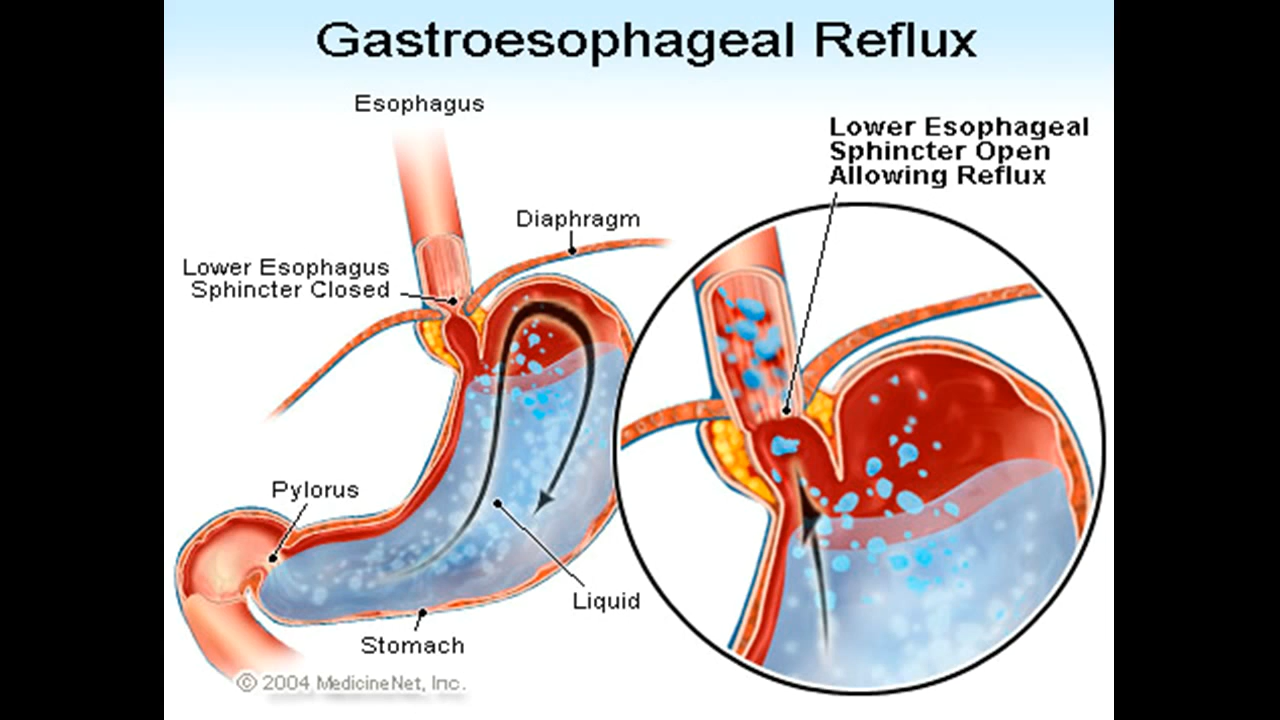 Gastroesophageal Reflux
Esophagus
Lower Esophageal
Sphincter Open
Allowing Reflux
Diaphragm
Lower Esophagus
Sphincter Closed
Pylorus
Liquid
Stomach
© 2004 MedicineNet, Inc.